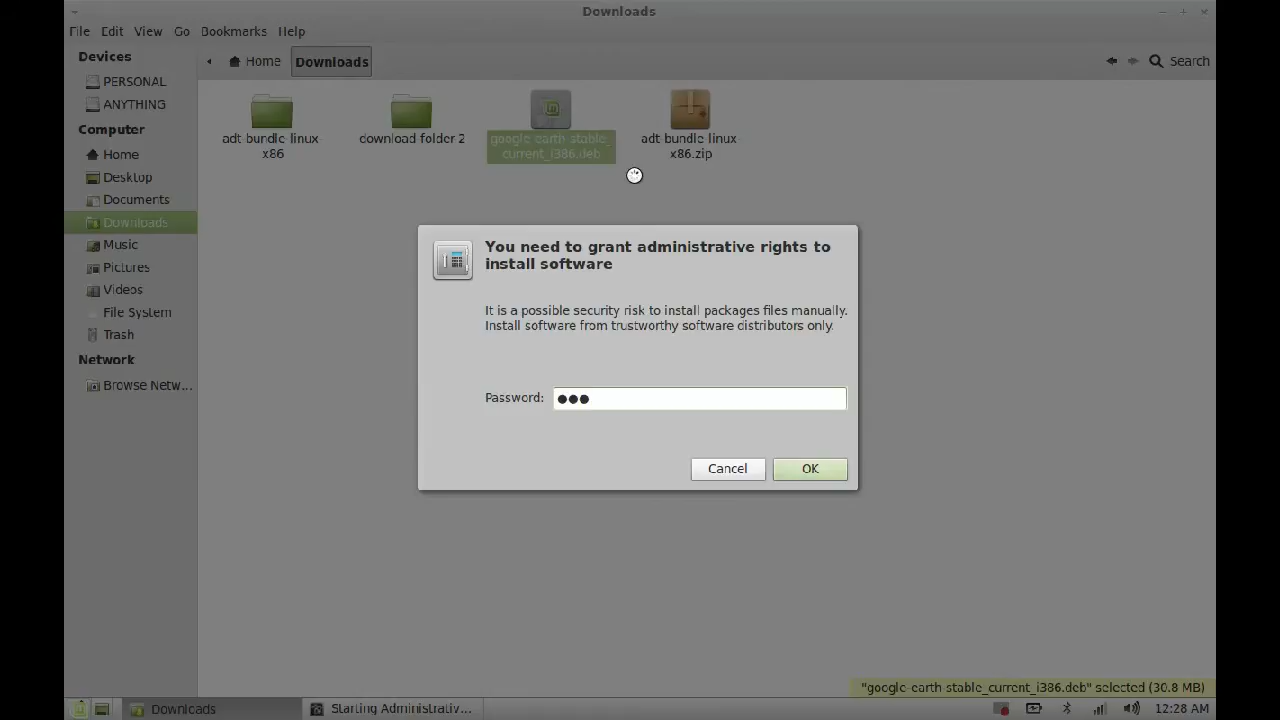 Downloads
File Edit View Go Bookmarks Help
Devices
PERSONAL
ANYTHING
Computer
Home
Desktop
Documents
Downloads
Music
Pictures
Videos
File System
Trash
Network
Browse Netw...
Home Downloads
Search
adt-bundle-linux-
x86
download folder 2
google-earth-stable_
current_i386.deb
adt-bundle-linux-
x86.zip
You need to grant administrative rights to
install software
It is a possible security risk to install packages files manually.
Install software from trustworthy software distributors only.
Password:
Cancel
OK
"google-earth-stable_current_i386.deb" selected (30.8 MB)
Downloads
Starting Administrativ...
12:28 AM